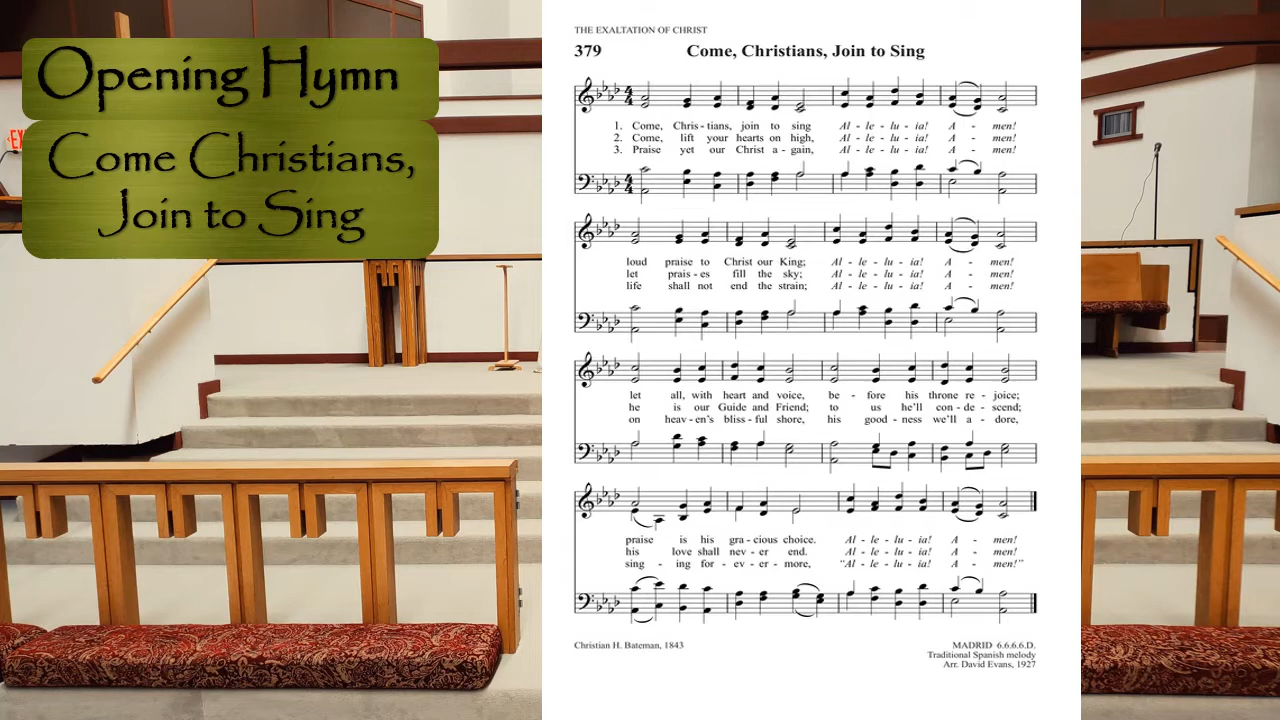 Opening Hymn
Come Christians,
Join to Sing
EX
THE EXALTATION OF CHRIST
379 Come, Christians, Join to Sing
1. Come, Chris - tians, join to sing Al - le - lu - ia! A - men!
2. Come, lift your hearts on high, Al - le - lu - ia! A - men!
3. Praise yet our Christ a - gain, Al - le - lu - ia! A - men!
loud praise to Christ our King; Al - le - lu - ia! A - men!
let prais - es fill the sky; Al - le - lu - ia! A - men!
life shall not end the strain; Al - le - lu - ia! A - men!
let all, with heart and voice, be - fore his throne re - joice;
he is our Guide and Friend; to us he'll con - de - scend;
on heav - en's bliss - ful shore, his good - ness we'll a - dore,
praise is his gra - cious choice. Al - le - lu - ia! A - men!
his love shall nev - er end. Al - le - lu - ia! A - men!
sing - ing for - ev - er - more, "Al - le - lu - ia! A - men!"
Christian H. Bateman, 1843
MADRID 6.6.6.6.D.
Traditional Spanish melody
Arr. David Evans, 1927